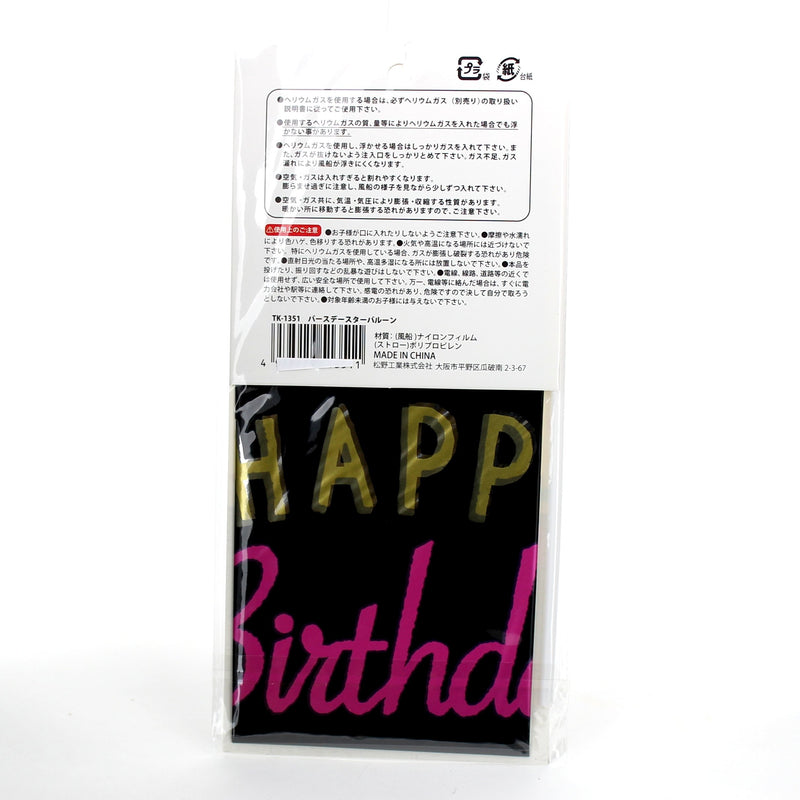 プラ 袋 紙 台紙
●ヘリウムガスを使用する場合は、必ずヘリウムガス(別売り)の取り扱い
説明書に従ってご使用下さい。
●使用するヘリウムガスの質、量等によりヘリウムガスを入れた場合でも浮
かない事があります。
●ヘリウムガスを使用し、浮かせる場合はしっかりガスを入れて下さい。ま
た、ガスが抜けないよう注入口をしっかりとめて下さい。ガス不足、ガス
漏れにより風船が浮きにくくなります。
●空気・ガスは入れすぎると割れやすくなります。
膨らませ過ぎに注意し、風船の様子を見ながら少しずつ入れて下さい。
●空気・ガス共に、気温・気圧により膨張・収縮する性質があります。
暖かい所に移動すると膨張する恐れがありますので、ご注意下さい。
⚠使用上のご注意 ●お子様が口に入れたりしないようご注意下さい。●摩擦や水濡れ
により色ハゲ、色移りする恐れがあります。●火気や高温になる場所には近づけないで
下さい。特にヘリウムガスを使用している場合、ガスが膨張し破裂する恐れがあり危険
です。●直射日光の当たる場所や、高温多湿になる所には放置しないで下さい。●本品を
投げたり、振り回すなどの乱暴な遊びはしないで下さい。●電線、線路、道路等の近くで
は使用せず、広い安全な場所で使用して下さい。万一、電線等に絡んだ場合は、すぐに電
力会社や駅等に連絡して下さい。感電の恐れがあり、危険ですので決して自分で取ろう
としないで下さい。●対象年齢未満のお子様には与えないで下さい。
TK-1351 バースデースターバルーン
材質:(風船)ナイロンフィルム
(ストロー)ポリプロピレン
MADE IN CHINA
松野工業株式会社 大阪市平野区瓜破南 2-3-67
4
HAPP
Birthd